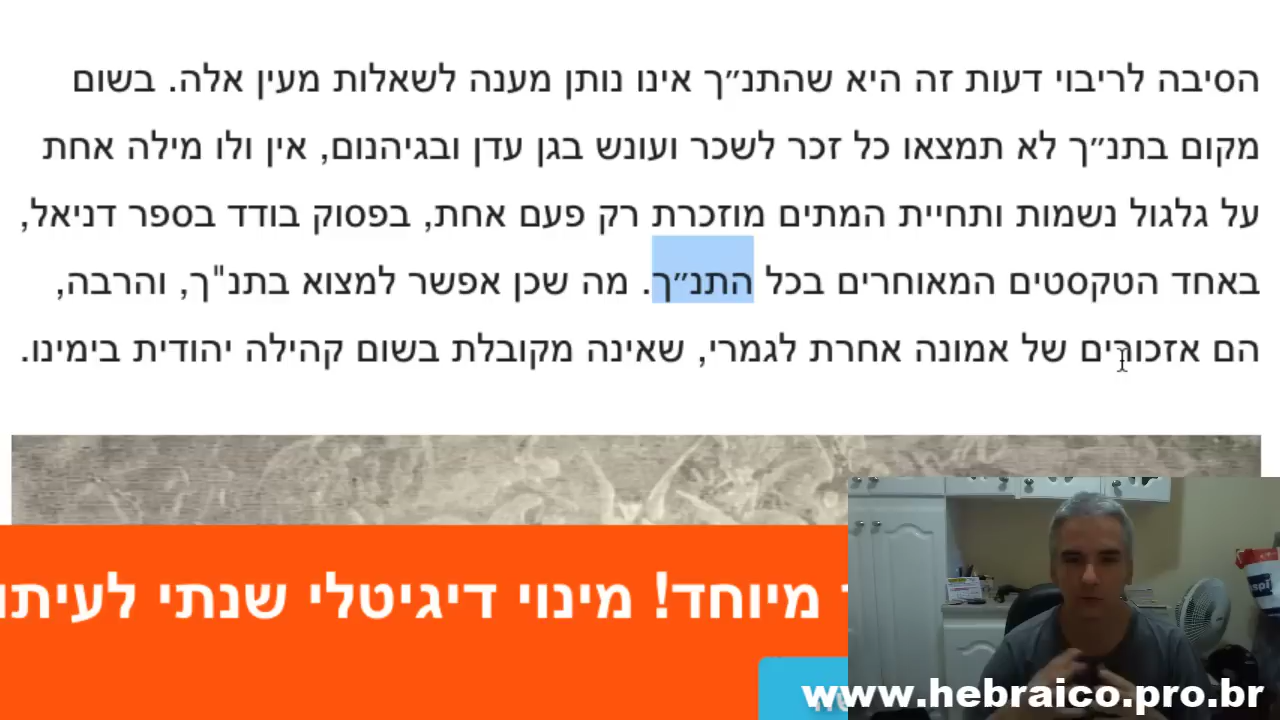 הסיבה לריבוי דעות זה היא שהתנ״ך אינו נותן מענה לשאלות מעין אלה. בשום
מקום בתנ״ך לא תמצאו כל זכר לשכר ועונש בגן עדן ובגיהנום, אין ולו מילה אחת
על גלגול נשמות ותחיית המתים מוזכרת רק פעם אחת, בפסוק בודד בספר דניאל,
באחד הטקסטים המאוחרים בכל התנ״ך. מה שכן אפשר למצוא בתנ"ך, והרבה,
הם אזכורים של אמונה אחרת לגמרי, שאינה מקובלת בשום קהילה יהודית בימינו.
מיוחד! מינוי דיגיטלי שנתי לעיתו
www.hebraico.pro.br